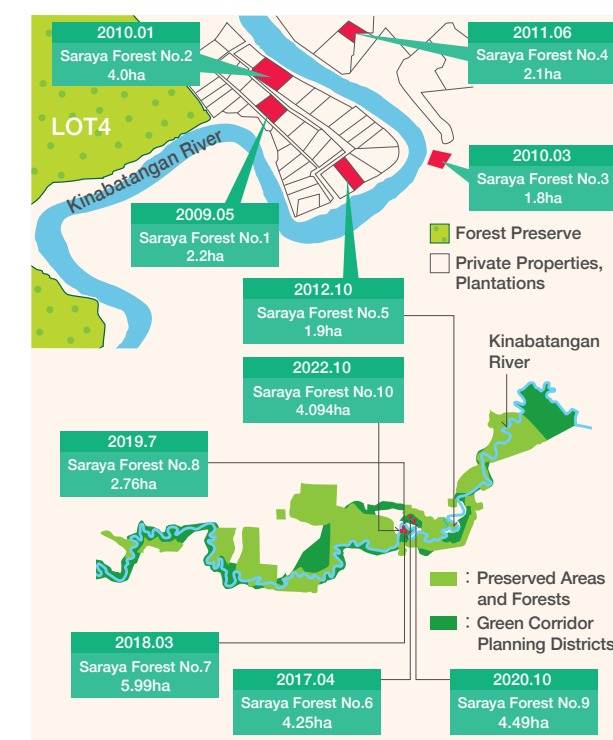 2010.01
Saraya Forest No.2
4.0ha
2011.06
Saraya Forest No.4
2.1ha
LOT4
Kinabatangan River
2010.03
Saraya Forest No.3
1.8ha
2009.05
Saraya Forest No.1
2.2ha
Forest Preserve
Private Properties,
Plantations
2012.10
Saraya Forest No.5
1.9ha
Kinabatangan
River
2022.10
Saraya Forest No.10
4.094ha
2019.7
Saraya Forest No.8
2.76ha
: Preserved Areas
and Forests
: Green Corridor
Planning Districts
2018.03
Saraya Forest No.7
5.99ha
2017.04
Saraya Forest No.6
4.25ha
2020.10
Saraya Forest No.9
4.49ha